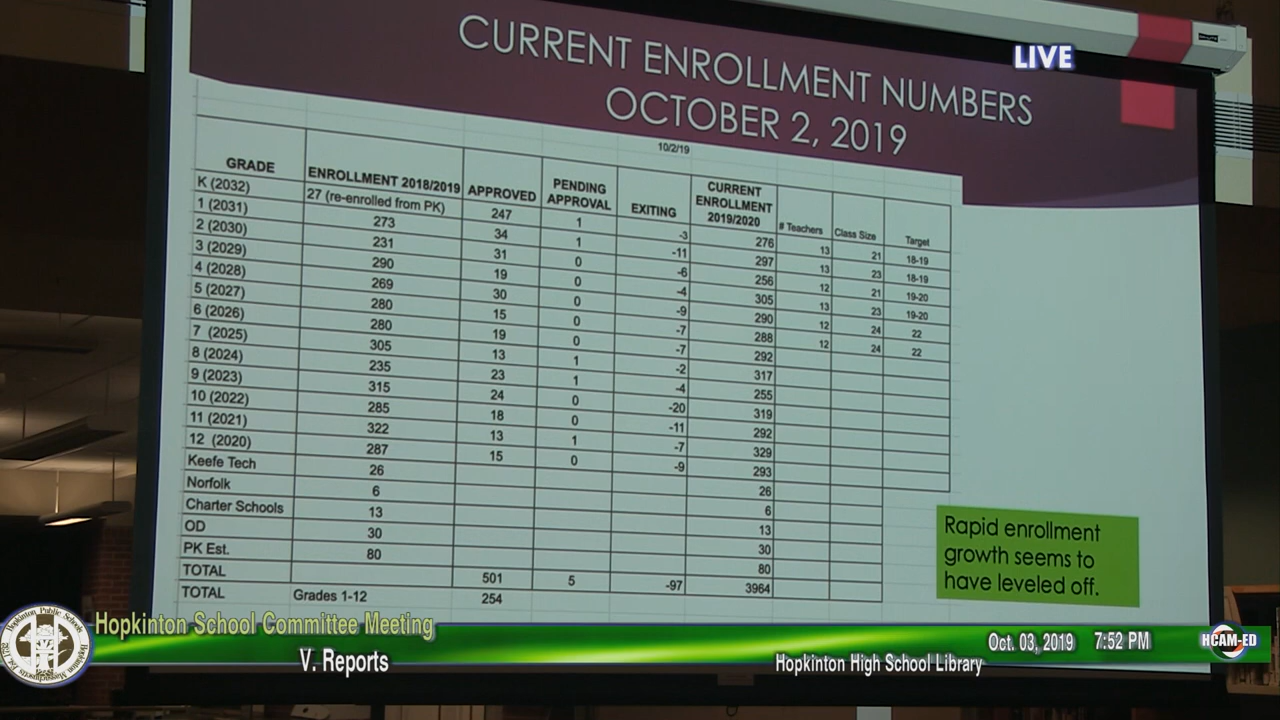 LIVE
CURRENT ENROLLMENT NUMBERS
OCTOBER 2, 2019
10/2/19
GRADE ENROLLMENT 2018/2019 APPROVED PENDING APPROVAL EXITING CURRENT ENROLLMENT 2019/2020 # Teachers Class Size Target
K (2032) 27 (re-enrolled from PK) 247 1 -3 276 13 21 18-19
1 (2031) 273 34 1 -11 297 13 23 18-19
2 (2030) 231 31 0 -6 256 12 21 19-20
3 (2029) 290 19 0 -4 305 13 23 19-20
4 (2028) 269 30 0 -9 290 12 24 22
5 (2027) 280 15 0 -7 288 12 24 22
6 (2026) 280 19 0 -7 292
7 (2025) 305 13 1 -2 317
8 (2024) 235 23 1 -4 255
9 (2023) 315 24 0 -20 319
10 (2022) 285 18 0 -11 292
11 (2021) 322 13 1 -7 329
12 (2020) 287 15 0 -9 293
Keefe Tech 26 26
Norfolk 6 6
Charter Schools 13 13
OD 30 30
PK Est. 80 80
TOTAL 501 5 -97 3964
TOTAL Grades 1-12 254
Rapid enrollment
growth seems to
have leveled off.
Hopkinton School Committee Meeting
Oct. 03, 2019 7:52 PM HCAM-ED
V. Reports
Hopkinton High School Library